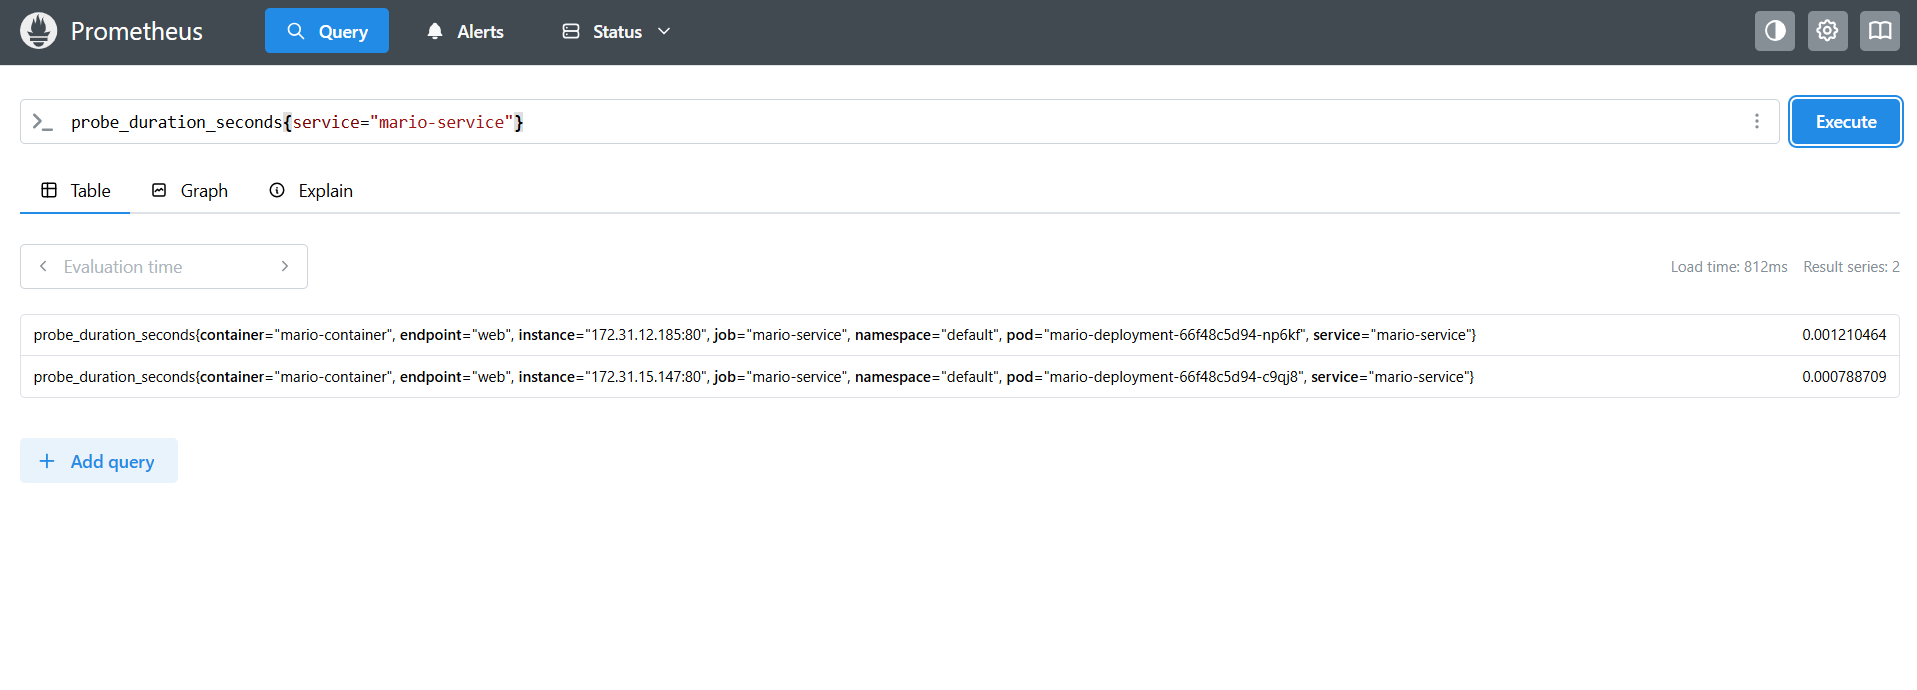 Prometheus Query Alerts Status
probe_duration_seconds{service="mario-service"} Execute
Table Graph Explain
Evaluation time Load time: 812ms Result series: 2
probe_duration_seconds{container="mario-container", endpoint="web", instance="172.31.12.185:80", job="mario-service", namespace="default", pod="mario-deployment-66f48c5d94-np6kf", service="mario-service"} 0.001210464
probe_duration_seconds{container="mario-container", endpoint="web", instance="172.31.15.147:80", job="mario-service", namespace="default", pod="mario-deployment-66f48c5d94-c9qj8", service="mario-service"} 0.000788709
Add query